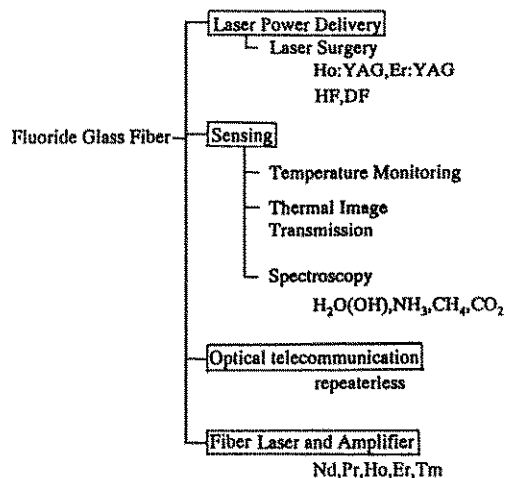 Laser Power Delivery
Laser Surgery
Ho:YAG,Er:YAG
HF,DF
Fluoride Glass Fiber
Sensing
Temperature Monitoring
Thermal Image
Transmission
Spectroscopy
H₂O(OH),NH₃,CH₄,CO₂
Optical telecommunication
repeaterless
Fiber Laser and Amplifier
Nd,Pr,Ho,Er,Tm